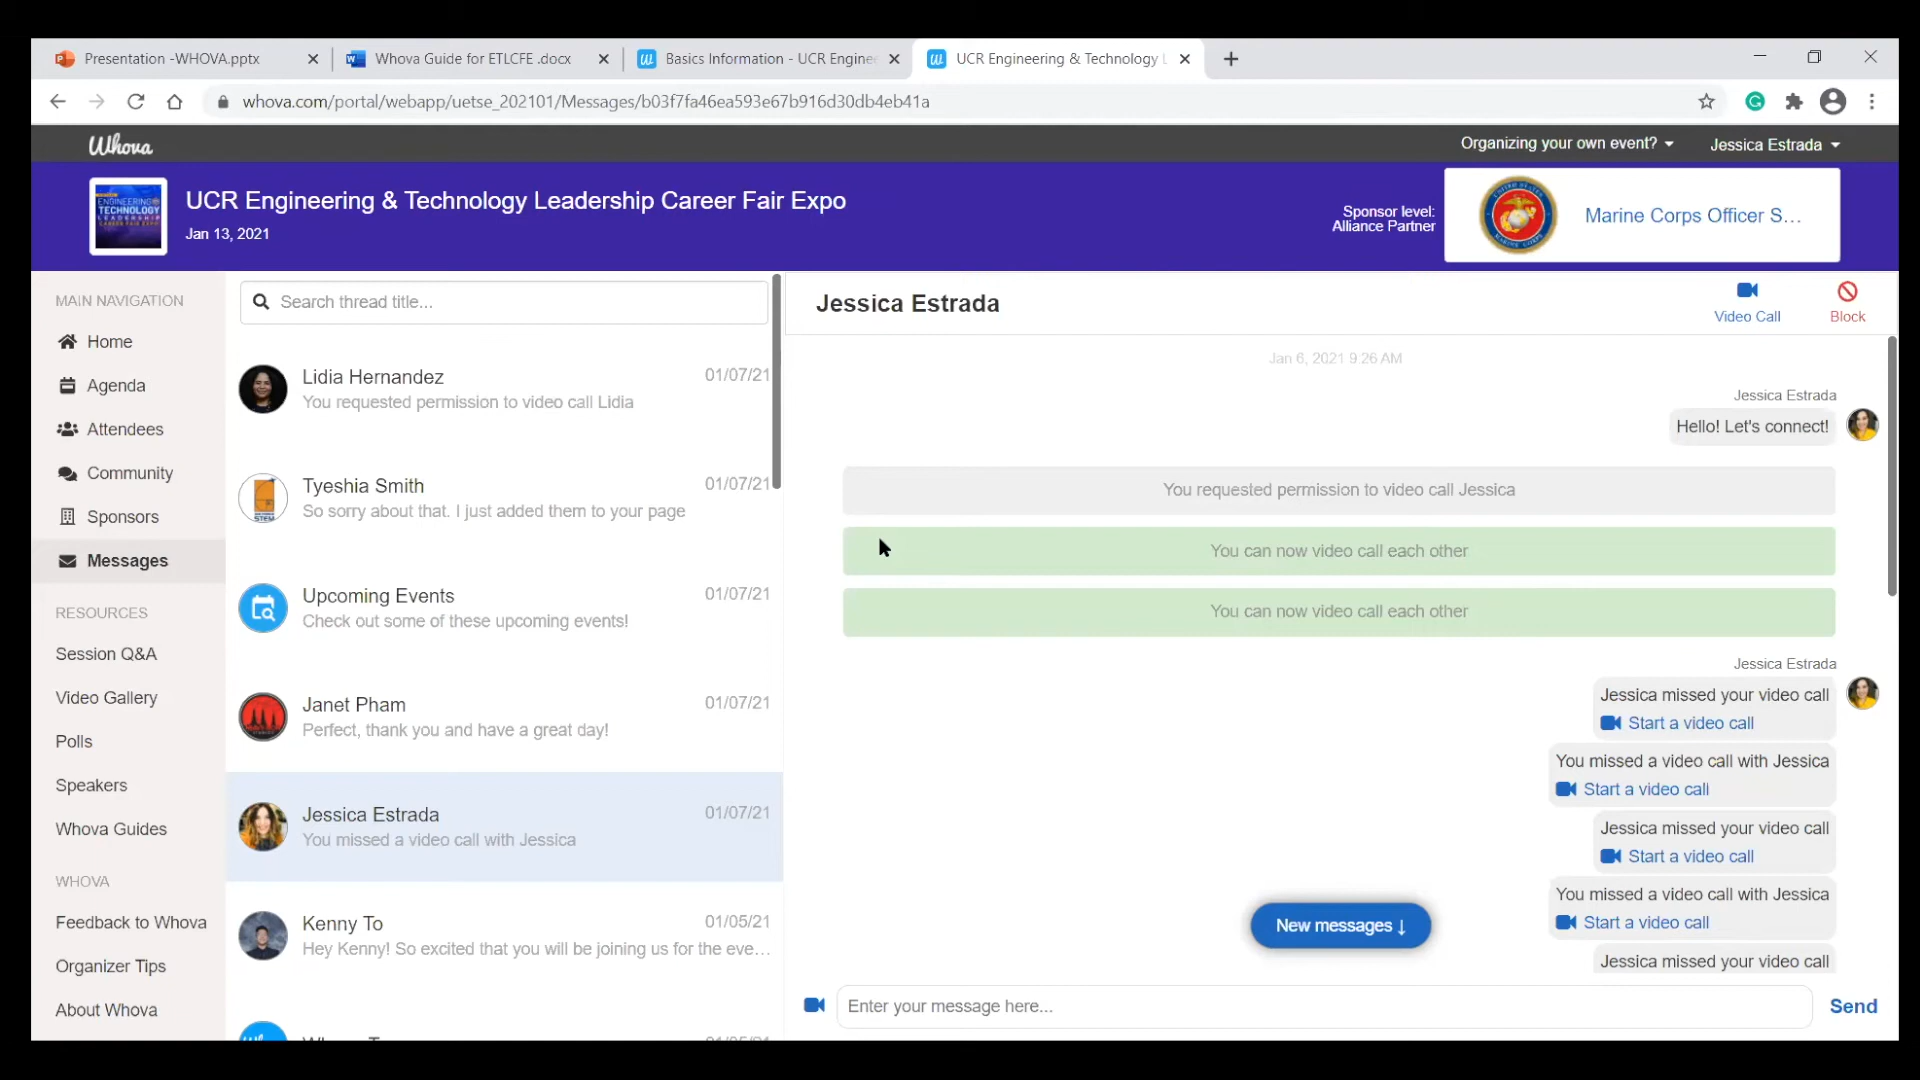 Presentation -WHOVA.pptx
Whova Guide for ETLCFE .docx
Basics Information - UCR Enginee
UCR Engineering & Technology L
whova.com/portal/webapp/uetse_202101/Messages/b03f7fa46ea593e67b916d30db4eb41a
Whova
Organizing your own event?
Jessica Estrada
ENGINEERING
TECHNOLOGY
LEADERSHIP
CAREER FAIR EXPO
UCR Engineering & Technology Leadership Career Fair Expo
Jan 13, 2021
Sponsor level:
Alliance Partner
Marine Corps Officer S...
MAIN NAVIGATION
Home
Agenda
Attendees
Community
Sponsors
Messages
RESOURCES
Session Q&A
Video Gallery
Polls
Speakers
Whova Guides
WHOVA
Feedback to Whova
Organizer Tips
About Whova
Search thread title...
Lidia Hernandez
01/07/21
You requested permission to video call Lidia
STEM
Tyeshia Smith
01/07/21
So sorry about that. I just added them to your page
Upcoming Events
01/07/21
Check out some of these upcoming events!
Janet Pham
01/07/21
Perfect, thank you and have a great day!
Jessica Estrada
01/07/21
You missed a video call with Jessica
Kenny To
01/05/21
Hey Kenny! So excited that you will be joining us for the eve...
Jessica Estrada
Video Call
Block
Jan 6, 2021 9:26 AM
Jessica Estrada
Hello! Let's connect!
You requested permission to video call Jessica
You can now video call each other
You can now video call each other
Jessica Estrada
Jessica missed your video call
Start a video call
You missed a video call with Jessica
Start a video call
Jessica missed your video call
Start a video call
You missed a video call with Jessica
Start a video call
Jessica missed your video call
New messages ↓
Enter your message here...
Send